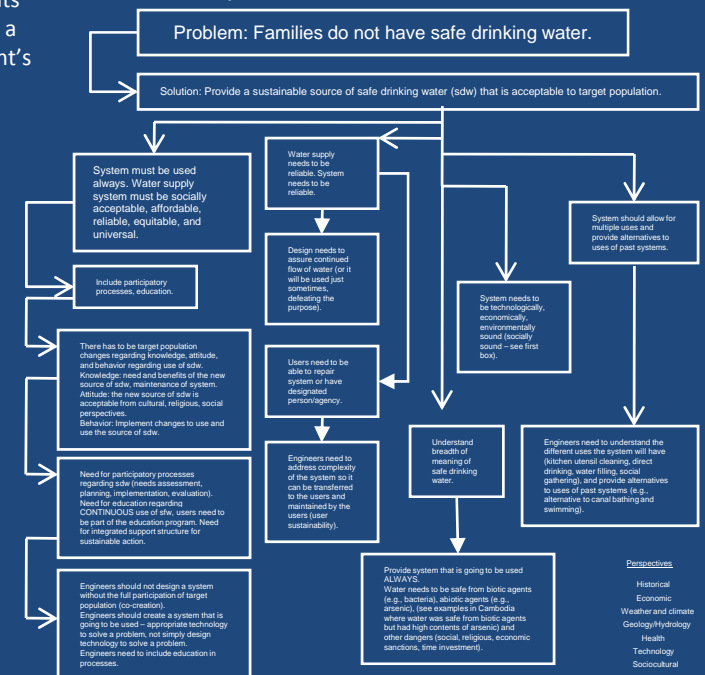 a
Problem: Families do not have safe drinking water.
Solution: Provide a sustainable source of safe drinking water (sdw) that is acceptable to target population.
System must be used
always. Water supply
system must be socially
acceptable, affordable,
reliable, equitable, and
universal.
Include participatory
processes, education.
There has to be target population
changes regarding knowledge, attitude,
and behavior regarding use of sdw.
Knowledge: need and benefits of the new
source of sdw, maintenance of system.
Attitude: the new source of sdw is
acceptable from cultural, religious, social
perspectives.
Behavior: Implement changes to use and
use the source of sdw.
Need for participatory processes
regarding sdw (needs assessment,
planning, implementation, evaluation).
Need for education regarding
CONTINUOUS use of sfw, users need to
be part of the education program. Need
for integrated support structure for
sustainable action.
Engineers should not design a system
without the full participation of target
population (co-creation).
Engineers should create a system that is
going to be used – appropriate technology
to solve a problem, not simply design
technology to solve a problem.
Engineers need to include education in
processes.
Water supply
needs to be
reliable. System
needs to be
reliable.
Design needs to
assure continued
flow of water (or it
will be used just
sometimes,
defeating the
purpose).
Users need to be
able to repair
system or have
designated
person/agency.
Engineers need to
address complexity
of the system so it
can be transferred
to the users and
maintained by the
users (user
sustainability).
Understand
breadth of
meaning of
safe drinking
water.
Provide system that is going to be used
ALWAYS.
Water needs to be safe from biotic agents
(e.g., bacteria), abiotic agents (e.g.,
arsenic), (see examples in Cambodia
where water was safe from biotic agents
but had high contents of arsenic) and
other dangers (social, religious, economic
sanctions, time investment).
System needs to
be technologically,
economically,
environmentally
sound (socially
sound – see first
box).
System should allow for
multiple uses and
provide alternatives to
uses of past systems.
Engineers need to understand the
different uses the system will have
(kitchen utensil cleaning, direct
drinking, water filling, social
gathering), and provide alternatives
to uses of past systems (e.g.,
alternative to canal bathing and
swimming).
Perspectives
Historical
Economic
Weather and climate
Geology/Hydrology
Health
Technology
Sociocultural